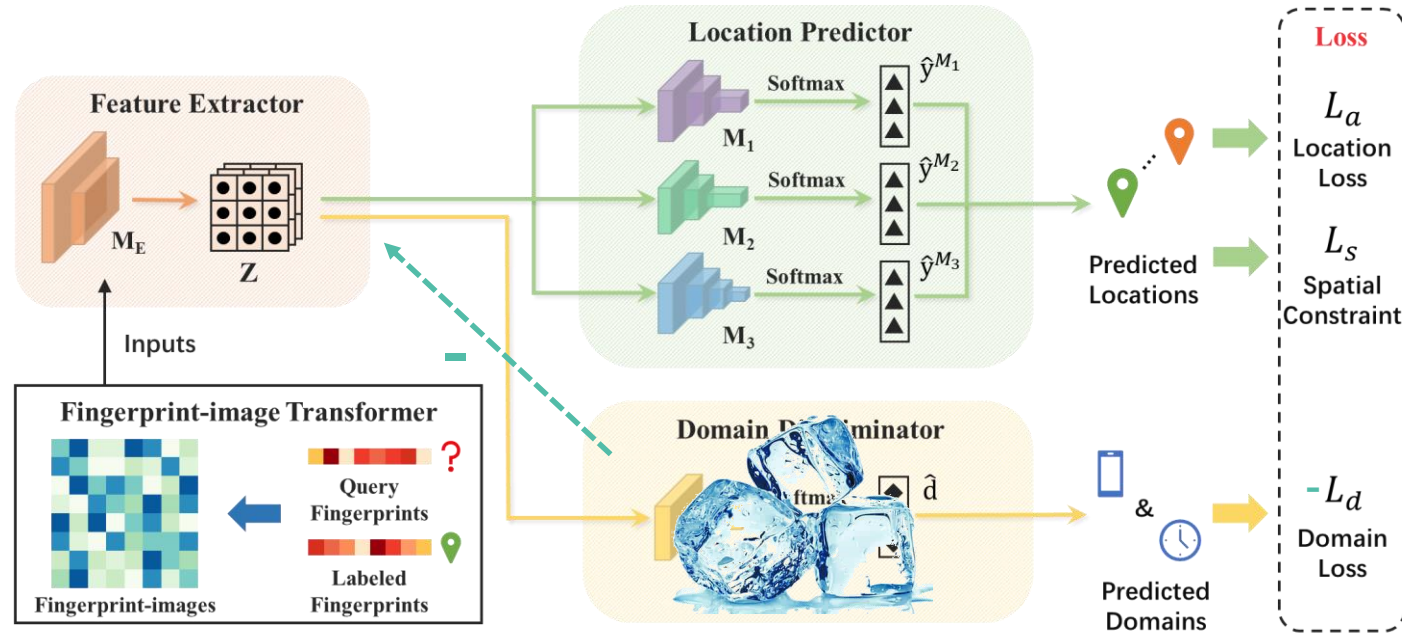 Location Predictor
Loss
Feature Extractor
Softmax
ŷ^{M_1}
M_1
L_a
Location
Loss
Softmax
ŷ^{M_2}
M_E
Z
M_2
L_s
Spatial
Constraint
Softmax
ŷ^{M_3}
M_3
Predicted
Locations
Inputs
-
Fingerprint-image Transformer
?
Query
Fingerprints
Labeled
Fingerprints
Fingerprint-images
Domain
d̂
&
Predicted
Domains
-L_d
Domain
Loss